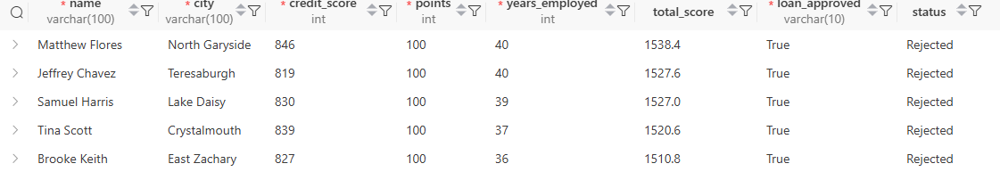 * name * city * credit_score * points * years_employed total_score * loan_approved status
varchar(100) varchar(100) int int int varchar(10)
Matthew Flores North Garyside 846 100 40 1538.4 True Rejected
Jeffrey Chavez Teresaburgh 819 100 40 1527.6 True Rejected
Samuel Harris Lake Daisy 830 100 39 1527.0 True Rejected
Tina Scott Crystalmouth 839 100 37 1520.6 True Rejected
Brooke Keith East Zachary 827 100 36 1510.8 True Rejected